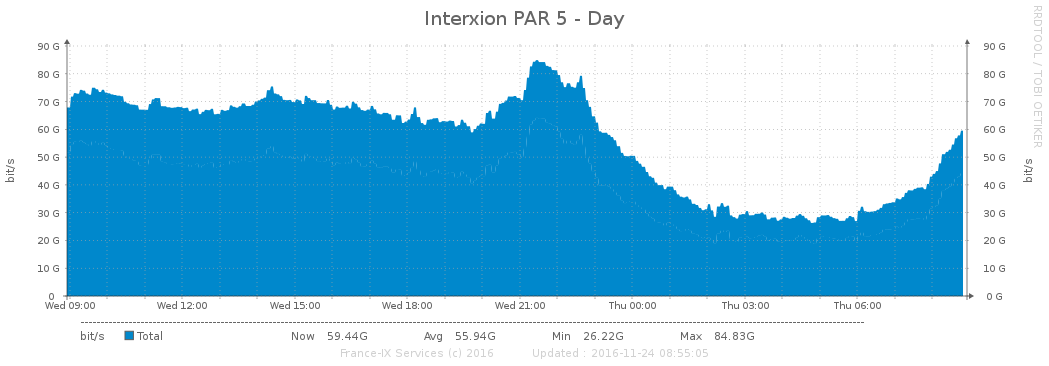 Interxion PAR 5 - Day
RRDTOOL / TOBI OETIKER
bit/s
90 G
80 G
70 G
60 G
50 G
40 G
30 G
20 G
10 G
0
90 G
80 G
70 G
60 G
50 G
40 G
30 G
20 G
10 G
0 G
bit/s
Wed 09:00 Wed 12:00 Wed 15:00 Wed 18:00 Wed 21:00 Thu 00:00 Thu 03:00 Thu 06:00
bit/s Total Now 59.44G Avg 55.94G Min 26.22G Max 84.83G
France-IX Services (c) 2016 Updated : 2016-11-24 08:55:05